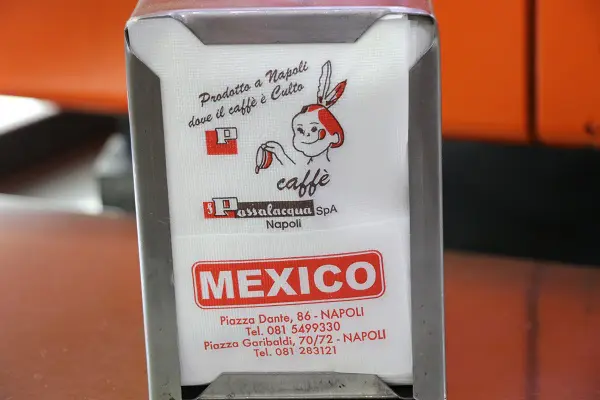 Prodotto a Napoli
dove il caffè è Culto
P
caffè
Passalacqua SpA
Napoli
MEXICO
Piazza Dante, 86 - NAPOLI
Tel. 081 5499330
Piazza Garibaldi, 70/72 - NAPOLI
Tel. 081 283121